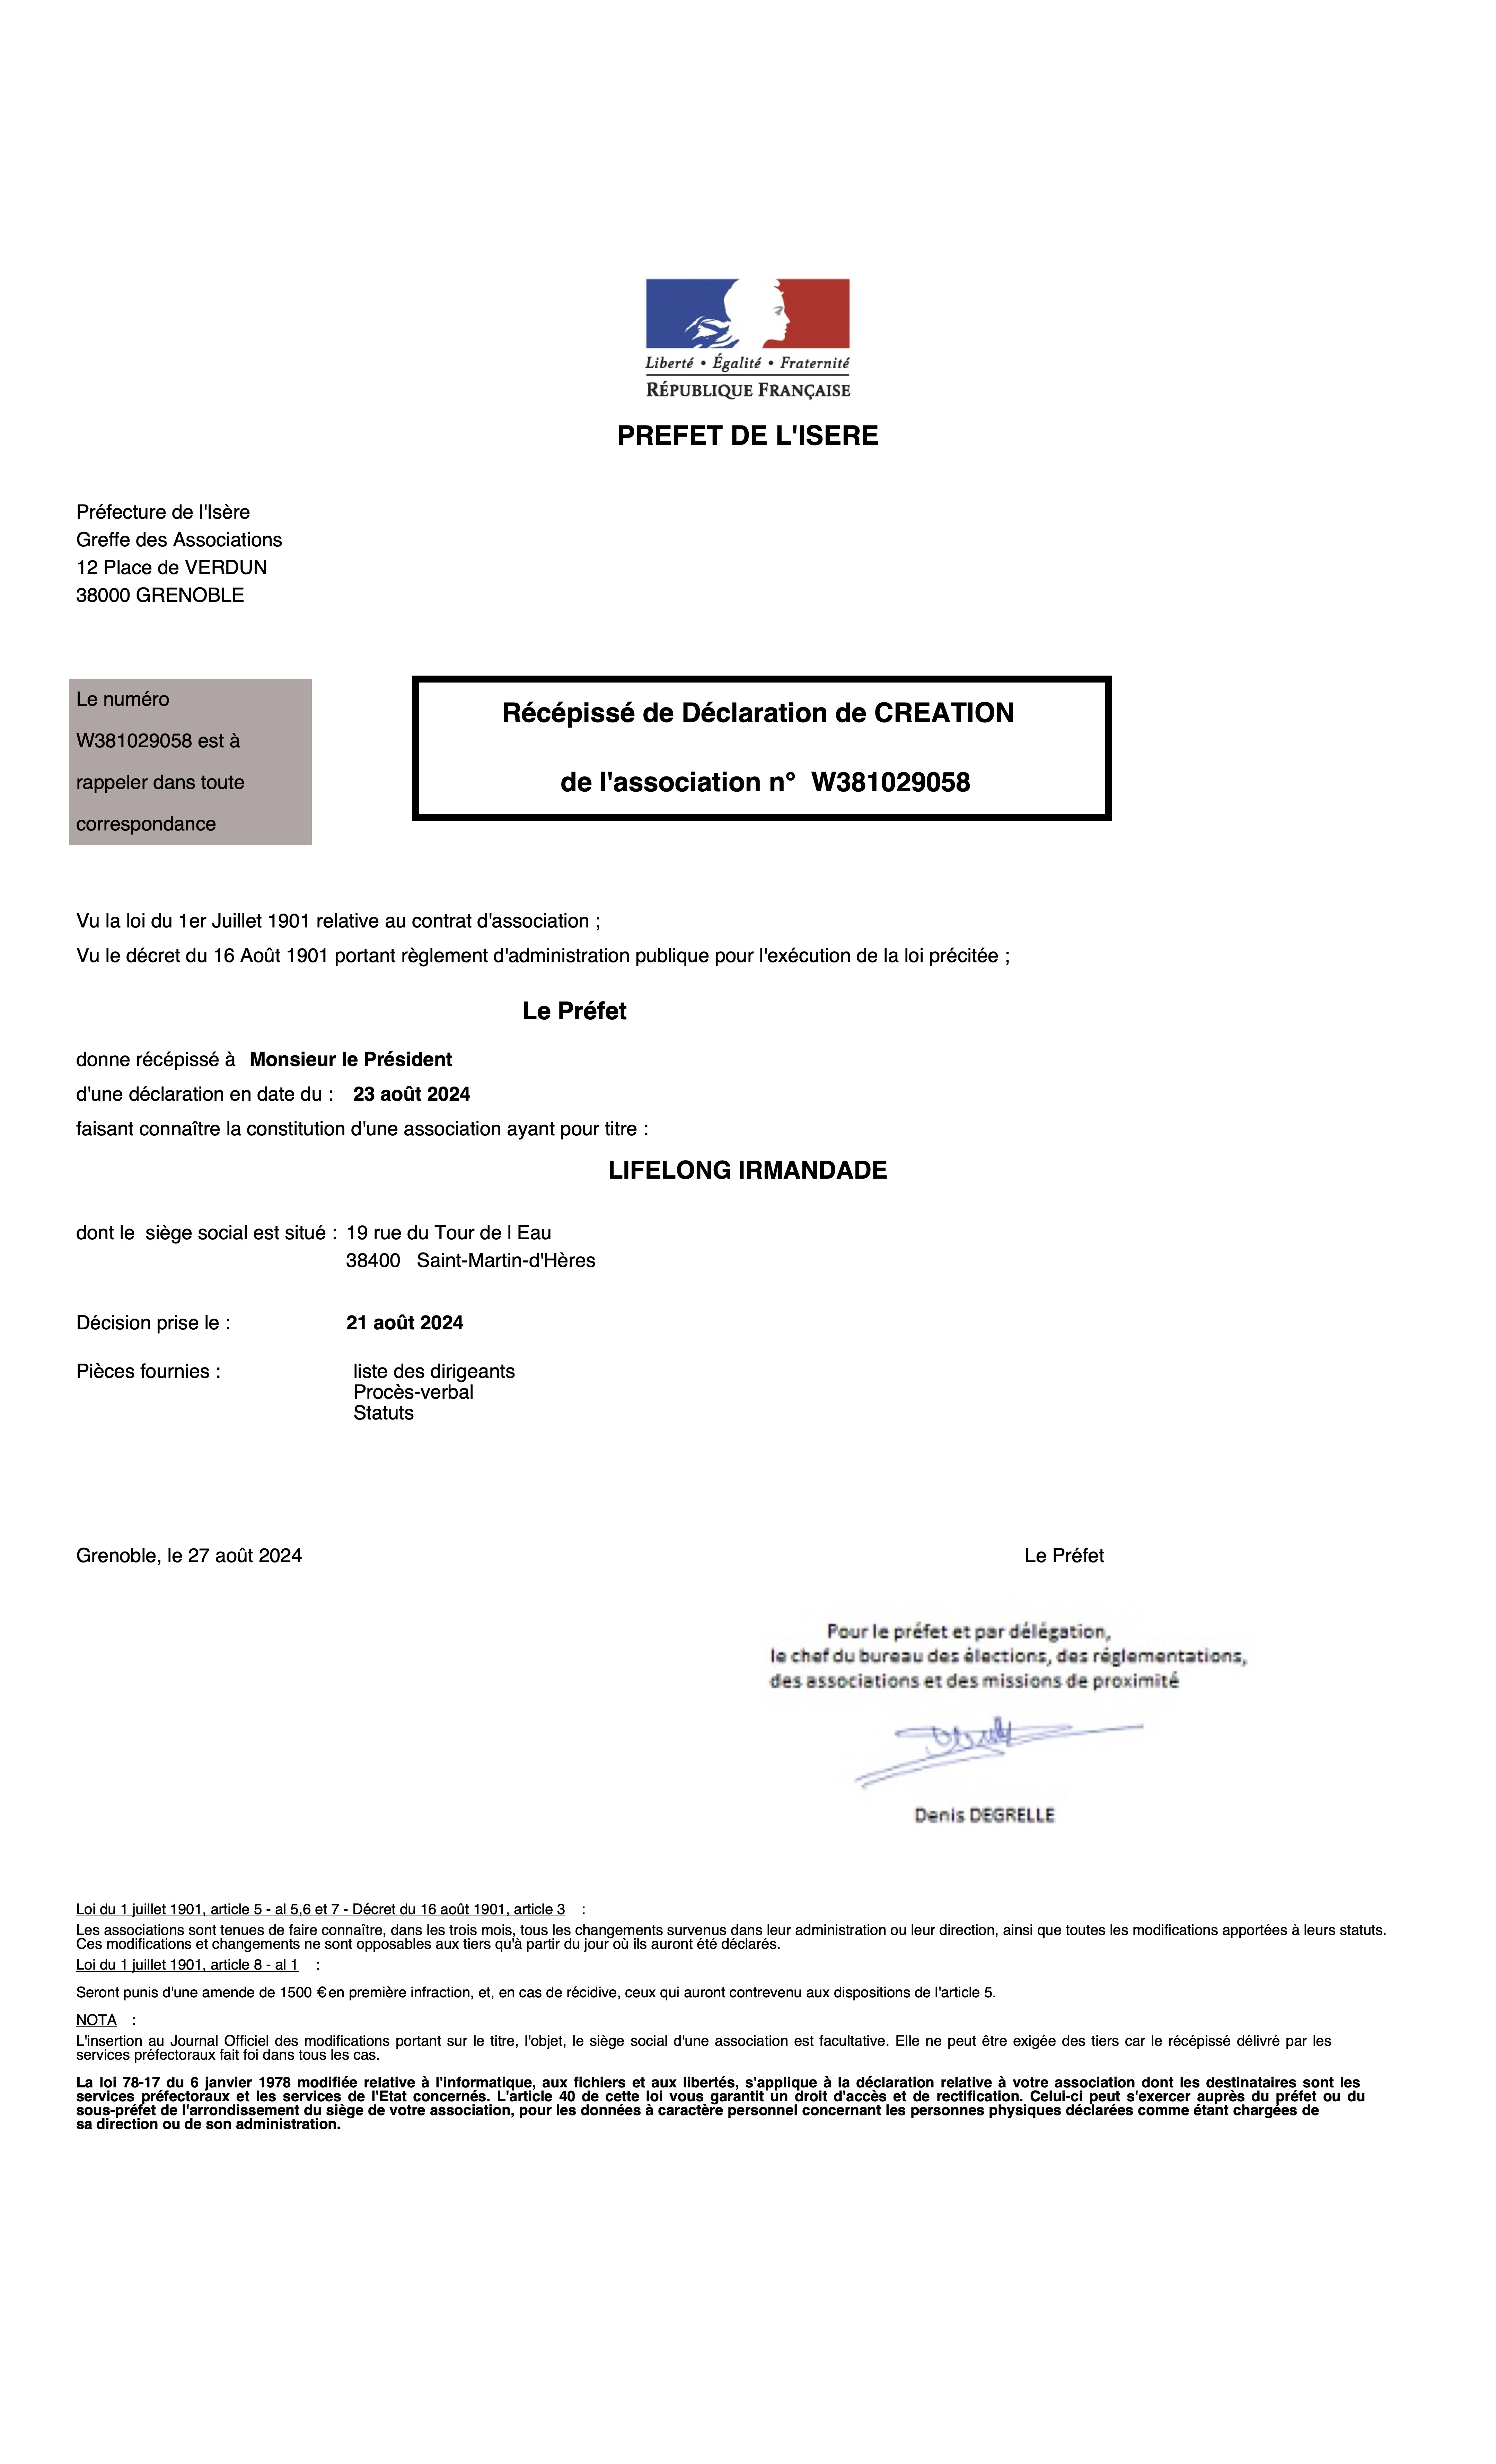 Liberté • Égalité • Fraternité
RÉPUBLIQUE FRANÇAISE
PREFET DE L'ISERE
Préfecture de l'Isère
Greffe des Associations
12 Place de VERDUN
38000 GRENOBLE
Le numéro
W381029058 est à
rappeler dans toute
correspondance
Récépissé de Déclaration de CREATION
de l'association n° W381029058
Vu la loi du 1er Juillet 1901 relative au contrat d'association ;
Vu le décret du 16 Août 1901 portant règlement d'administration publique pour l'exécution de la loi précitée ;
Le Préfet
donne récépissé à Monsieur le Président
d'une déclaration en date du : 23 août 2024
faisant connaître la constitution d'une association ayant pour titre :
LIFELONG IRMANDADE
dont le siège social est situé : 19 rue du Tour de l Eau
38400 Saint-Martin-d'Hères
Décision prise le : 21 août 2024
Pièces fournies : liste des dirigeants
Procès-verbal
Statuts
Grenoble, le 27 août 2024 Le Préfet
Pour le préfet et par délégation,
le chef du bureau des élections, des réglementations,
des associations et des missions de proximité
Denis DEGRELLE
Loi du 1 juillet 1901, article 5 - al 5,6 et 7 - Décret du 16 août 1901, article 3 :
Les associations sont tenues de faire connaître, dans les trois mois, tous les changements survenus dans leur administration ou leur direction, ainsi que toutes les modifications apportées à leurs statuts.
Ces modifications et changements ne sont opposables aux tiers qu'à partir du jour où ils auront été déclarés.
Loi du 1 juillet 1901, article 8 - al 1 :
Seront punis d'une amende de 1500 € en première infraction, et, en cas de récidive, ceux qui auront contrevenu aux dispositions de l'article 5.
NOTA :
L'insertion au Journal Officiel des modifications portant sur le titre, l'objet, le siège social d'une association est facultative. Elle ne peut être exigée des tiers car le récépissé délivré par les
services préfectoraux fait foi dans tous les cas.
La loi 78-17 du 6 janvier 1978 modifiée relative à l'informatique, aux fichiers et aux libertés, s'applique à la déclaration relative à votre association dont les destinataires sont les
services préfectoraux et les services de l'Etat concernés. L'article 40 de cette loi vous garantit un droit d'accès et de rectification. Celui-ci peut s'exercer auprès du préfet ou du
sous-préfet de l'arrondissement du siège de votre association, pour les données à caractère personnel concernant les personnes physiques déclarées comme étant chargées de
sa direction ou de son administration.